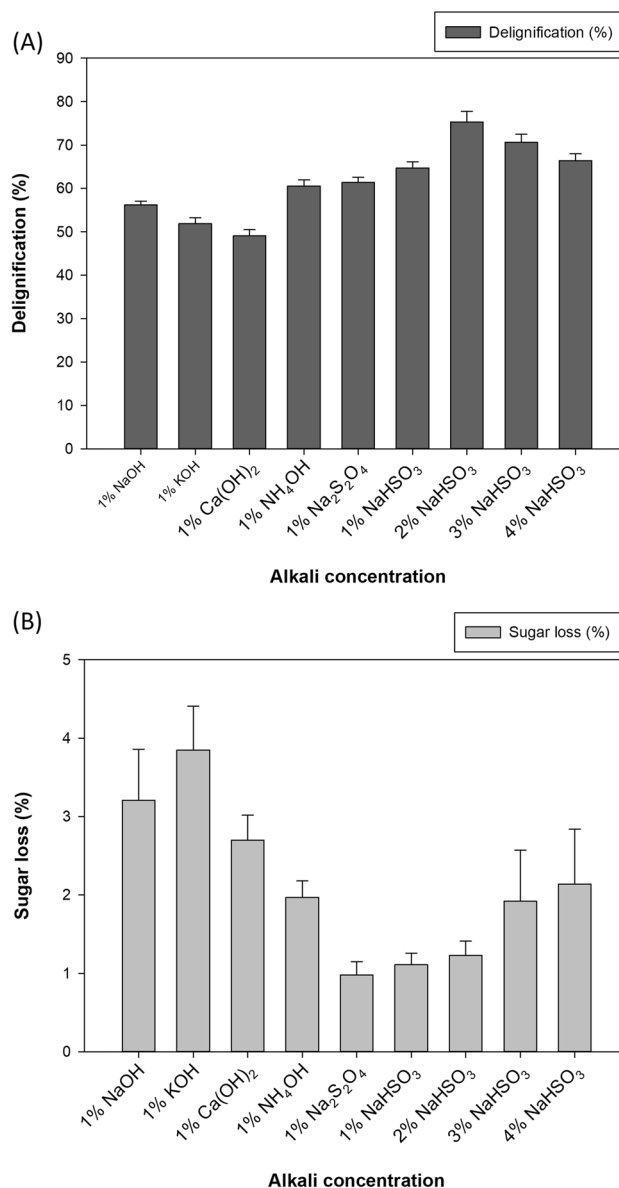 (A)
Delignification (%)
90
80
70
60
50
40
30
20
10
0
Delignification (%)
1% NaOH
1% KOH
1% Ca(OH)₂
1% NH₄OH
1% Na₂S₂O₄
1% NaHSO₃
2% NaHSO₃
3% NaHSO₃
4% NaHSO₃
Alkali concentration
(B)
Sugar loss (%)
5
4
3
2
1
0
Sugar loss (%)
1% NaOH
1% KOH
1% Ca(OH)₂
1% NH₄OH
1% Na₂S₂O₄
1% NaHSO₃
2% NaHSO₃
3% NaHSO₃
4% NaHSO₃
Alkali concentration